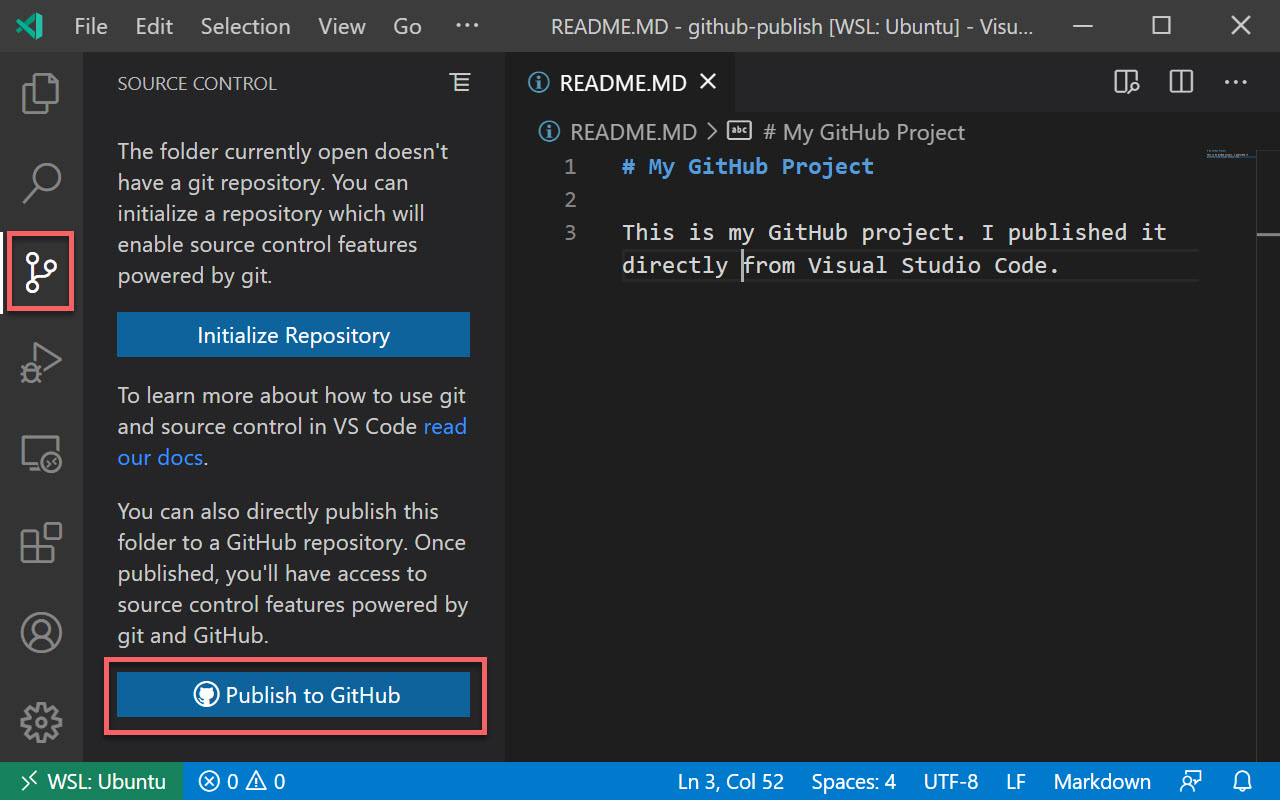 File Edit Selection View Go ··· README.MD - github-publish [WSL: Ubuntu] - Visu...
SOURCE CONTROL
The folder currently open doesn't
have a git repository. You can
initialize a repository which will
enable source control features
powered by git.
Initialize Repository
To learn more about how to use git
and source control in VS Code read
our docs.
You can also directly publish this
folder to a GitHub repository. Once
published, you'll have access to
source control features powered by
git and GitHub.
Publish to GitHub
README.MD
README.MD > abc # My GitHub Project
1 # My GitHub Project
2
3 This is my GitHub project. I published it
directly from Visual Studio Code.
WSL: Ubuntu 0 0 Ln 3, Col 52 Spaces: 4 UTF-8 LF Markdown